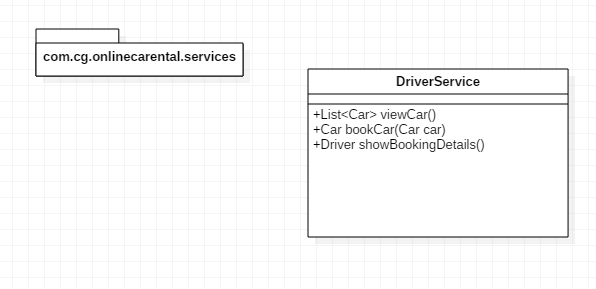 com.cg.onlinecarental.services
DriverService
+List<Car> viewCar()
+Car bookCar(Car car)
+Driver showBookingDetails()